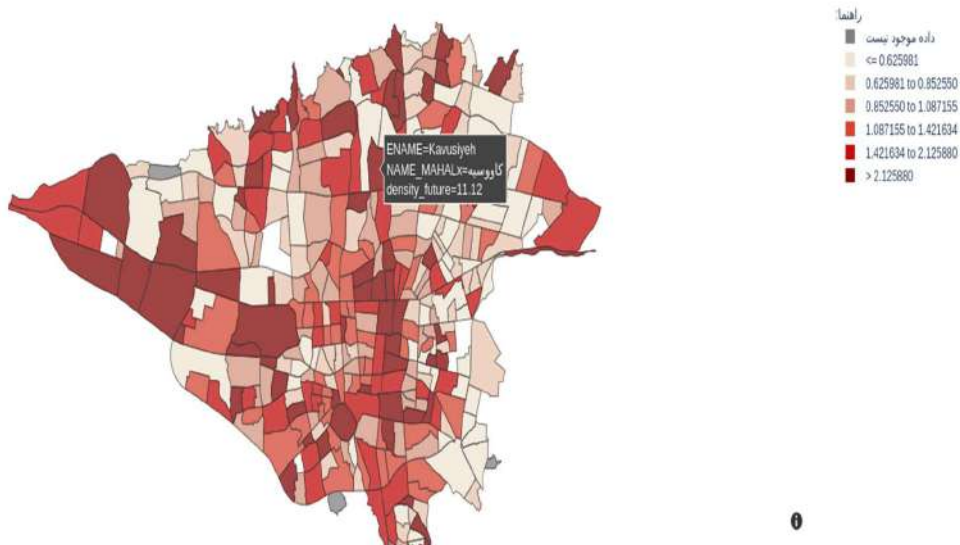 راهنما:
داده موجود نیست
<= 0.625981
0.625981 to 0.852550
0.852550 to 1.087155
1.087155 to 1.421634
1.421634 to 2.125880
> 2.125880
ENAME=Kavusiyeh
NAME_MAHALx=کاووسیه
density_future=11.12